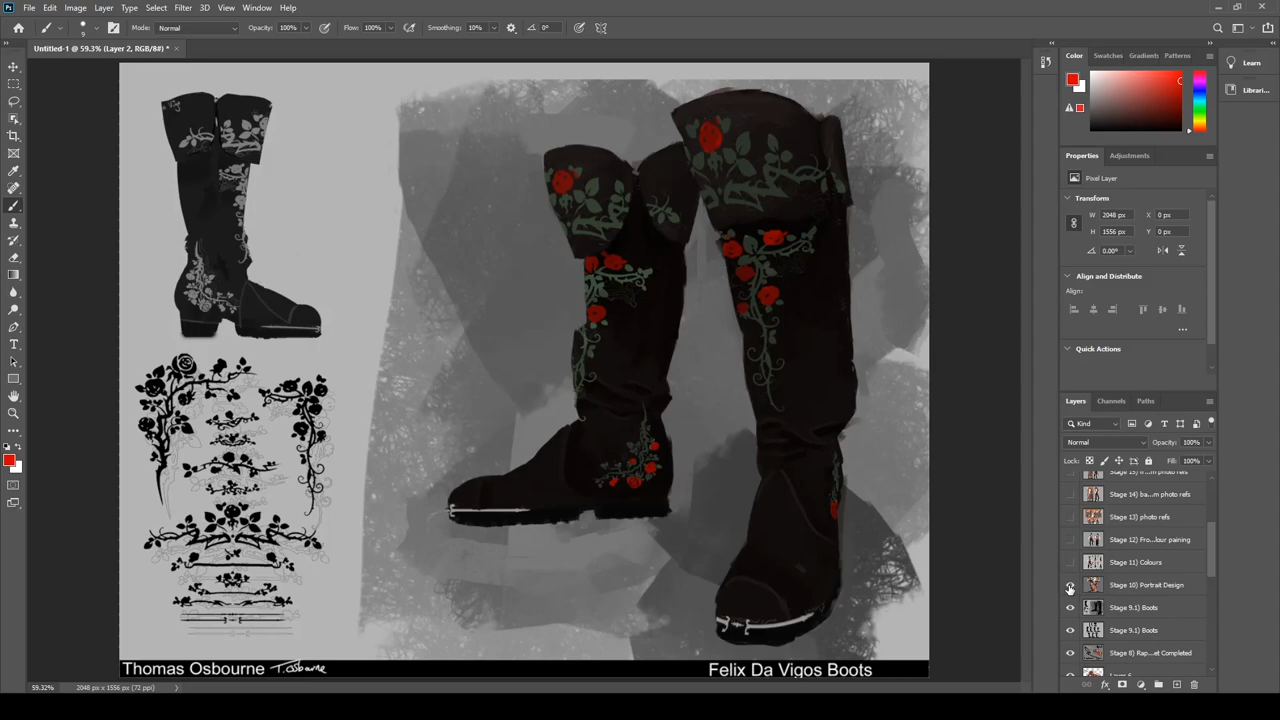 File Edit Image Layer Type Select Filter 3D View Window Help
9 Mode: Normal Opacity: 100% Flow: 100% Smoothing: 10% 0°
Untitled-1 @ 59.3% (Layer 2, RGB/8#) *
Color Swatches Gradients Patterns
Learn
Librari...
Properties Adjustments
Pixel Layer
Transform
W 2048 px X 0 px
H 1556 px Y 0 px
0.00°
Align and Distribute
Align:
Quick Actions
Layers Channels Paths
Kind
Normal Opacity: 100%
Lock: Fill: 100%
Stage 14) ba...m photo refs
Stage 13) photo refs
Stage 12) Fro...lour paining
Stage 11) Colours
Stage 10) Portrait Design
Stage 9.1) Boots
Stage 9.1) Boots
Stage 8) Rap...et Completed
Thomas Osbourne T.Osbourne
Felix Da Vigos Boots
59.32% 2048 px x 1556 px (72 ppi)